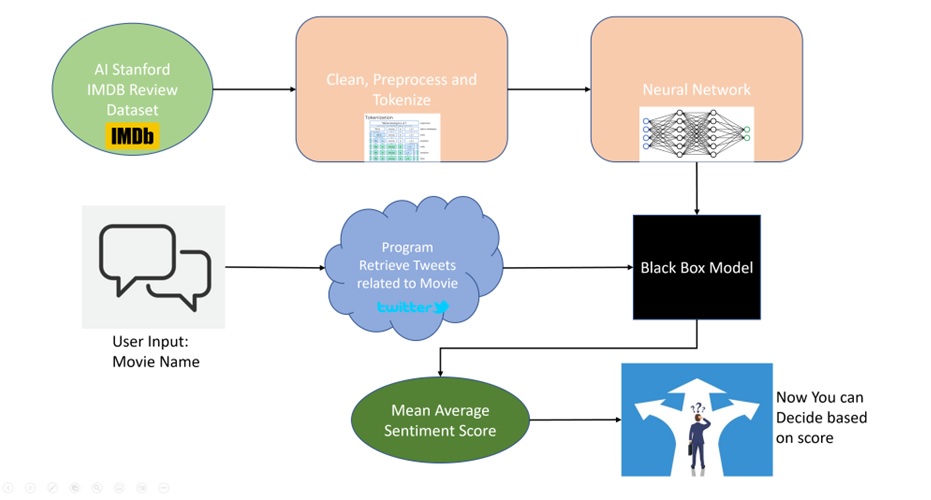 AI Stanford
IMDB Review
Dataset
IMDb
Clean, Preprocess and
Tokenize
Tokenization
Neural Network
Program
Retrieve Tweets
related to Movie
twitter
Black Box Model
User Input:
Movie Name
Mean Average
Sentiment Score
???
Now You can
Decide based
on score